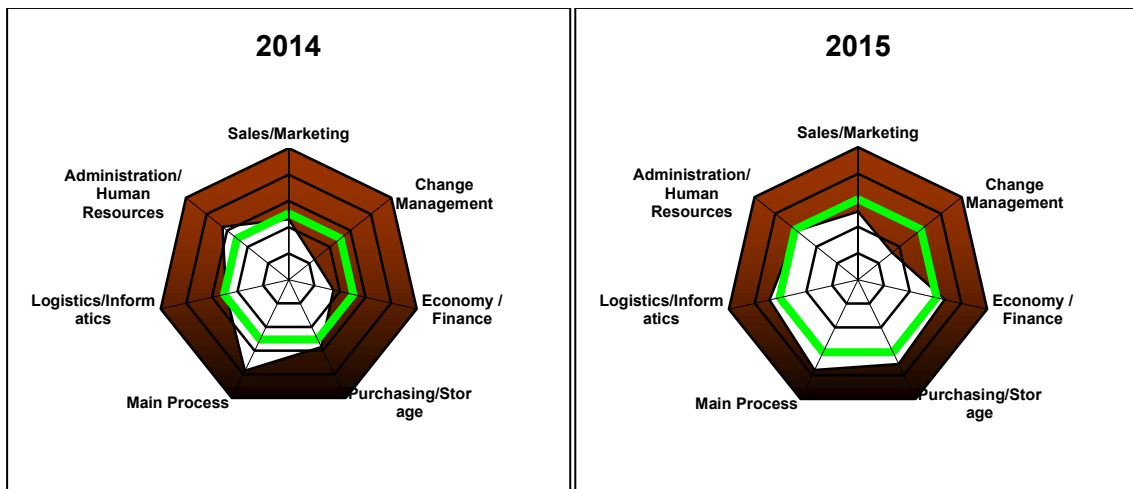 2014
Sales/Marketing
Administration/
Human
Resources
Change
Management
Logistics/Inform
atics
Economy /
Finance
Main Process
Purchasing/Stor
age
2015
Sales/Marketing
Administration/
Human
Resources
Change
Management
Logistics/Inform
atics
Economy /
Finance
Main Process
Purchasing/Stor
age